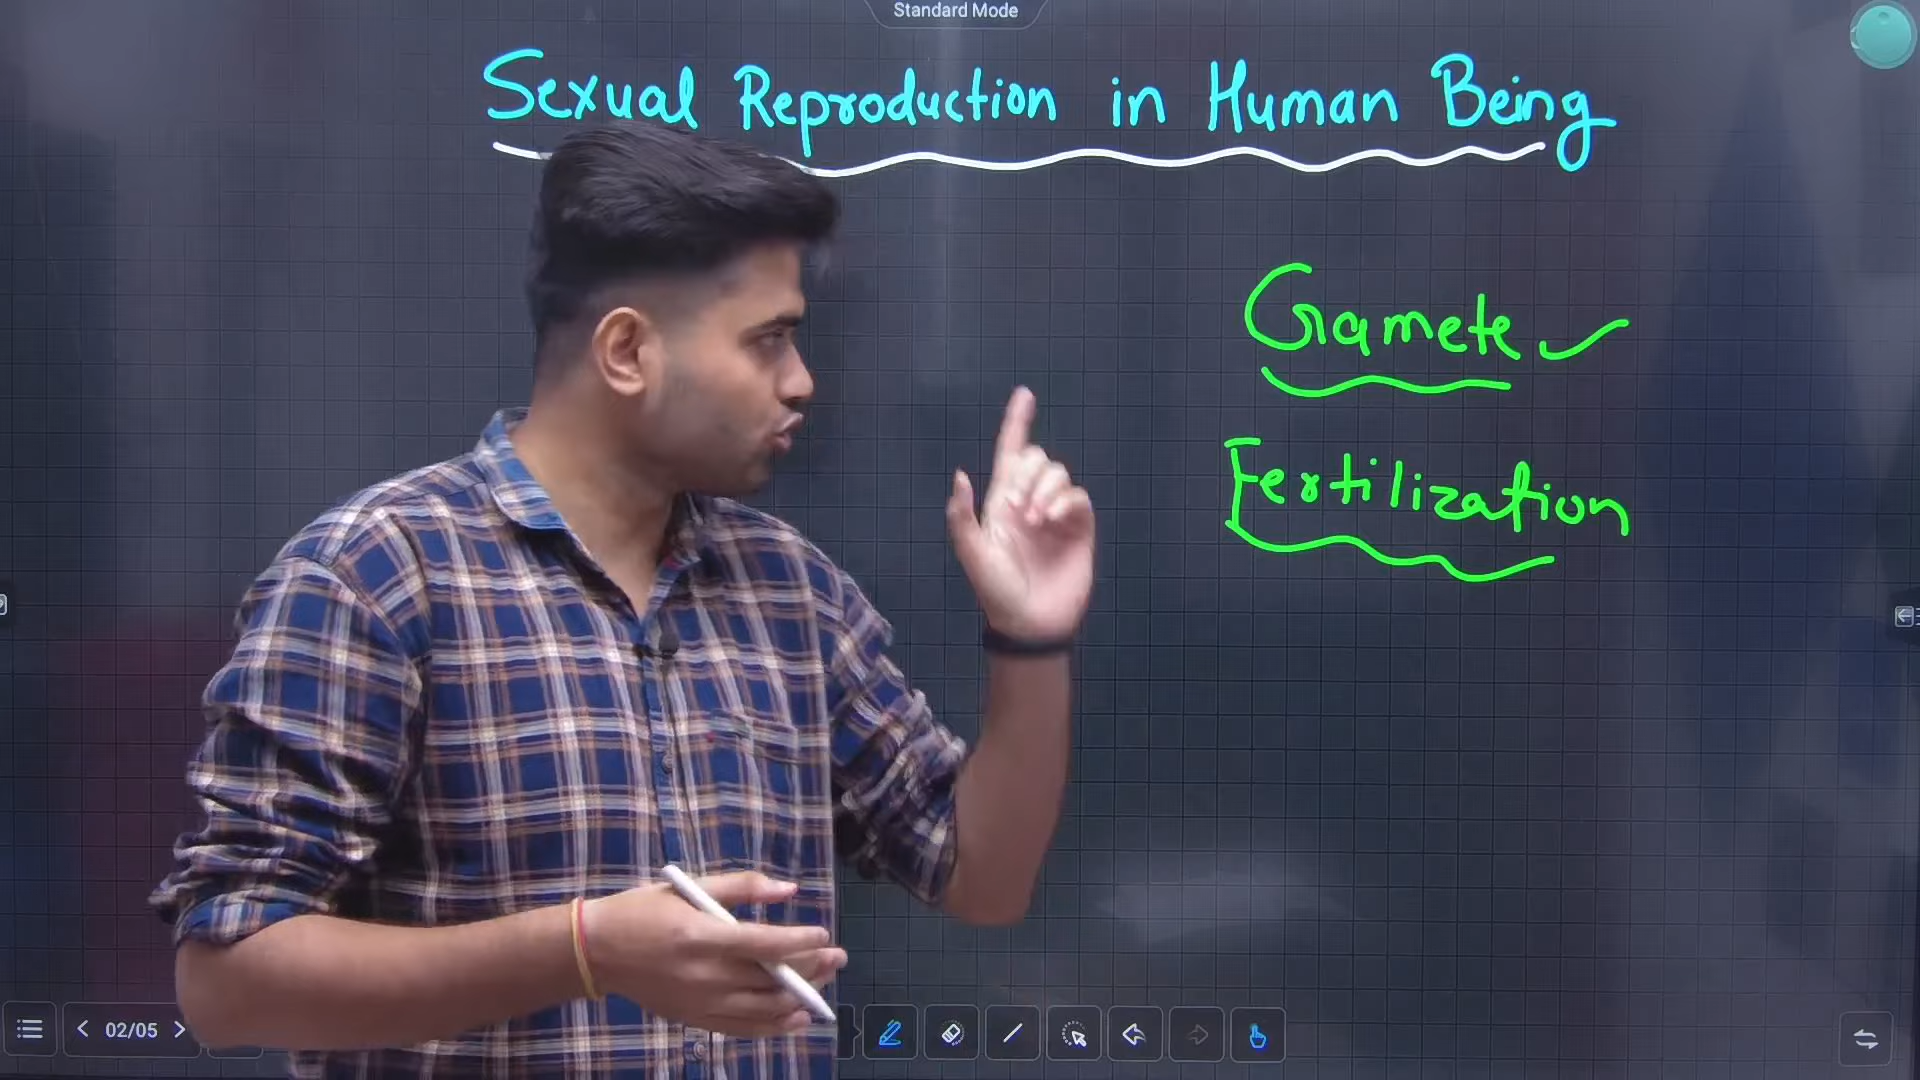 Standard Mode
Sexual Reproduction in Human Being
Gamete
Fertilization
02/05